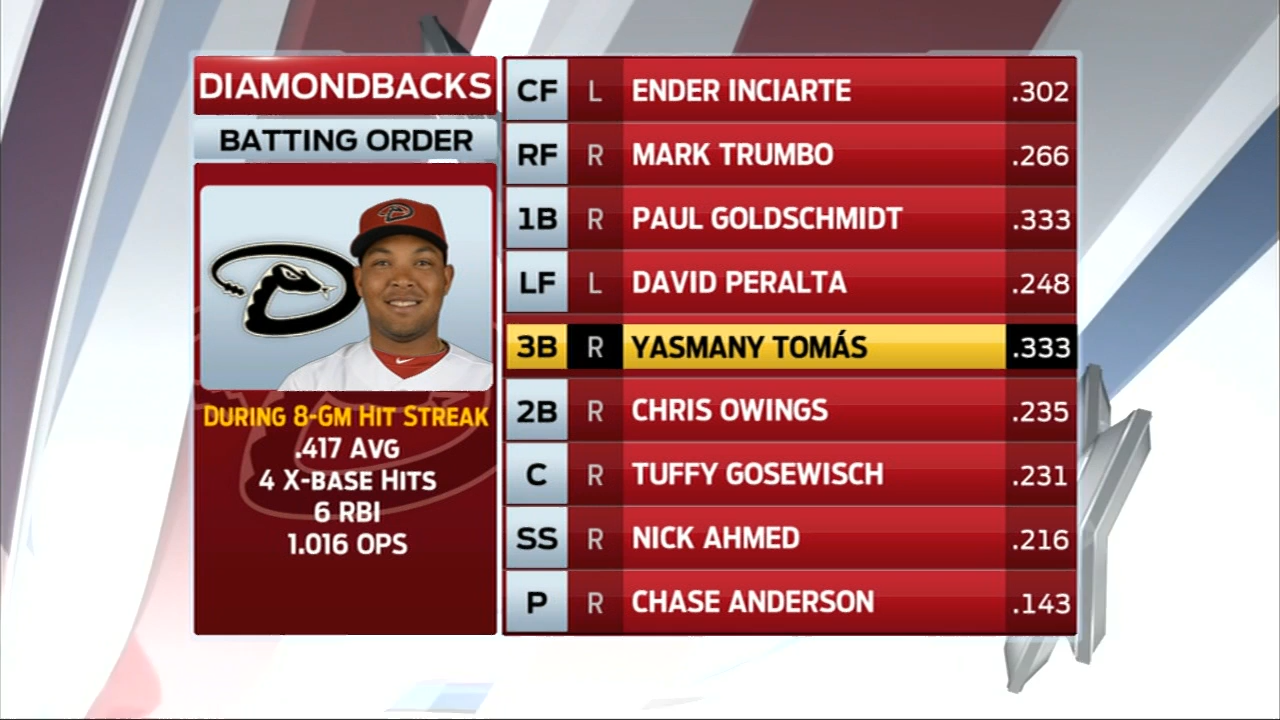 DIAMONDBACKS
BATTING ORDER
DURING 8-GM HIT STREAK
.417 AVG
4 X-BASE HITS
6 RBI
1.016 OPS
CF L ENDER INCIARTE .302
RF R MARK TRUMBO .266
1B R PAUL GOLDSCHMIDT .333
LF L DAVID PERALTA .248
3B R YASMANY TOMÁS .333
2B R CHRIS OWINGS .235
C R TUFFY GOSEWISCH .231
SS R NICK AHMED .216
P R CHASE ANDERSON .143